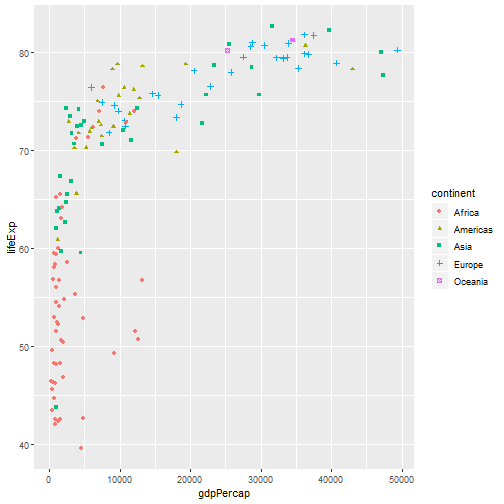 80
70
60
50
40
lifeExp
0
10000
20000
30000
40000
50000
gdpPercap
continent
Africa
Americas
Asia
Europe
Oceania